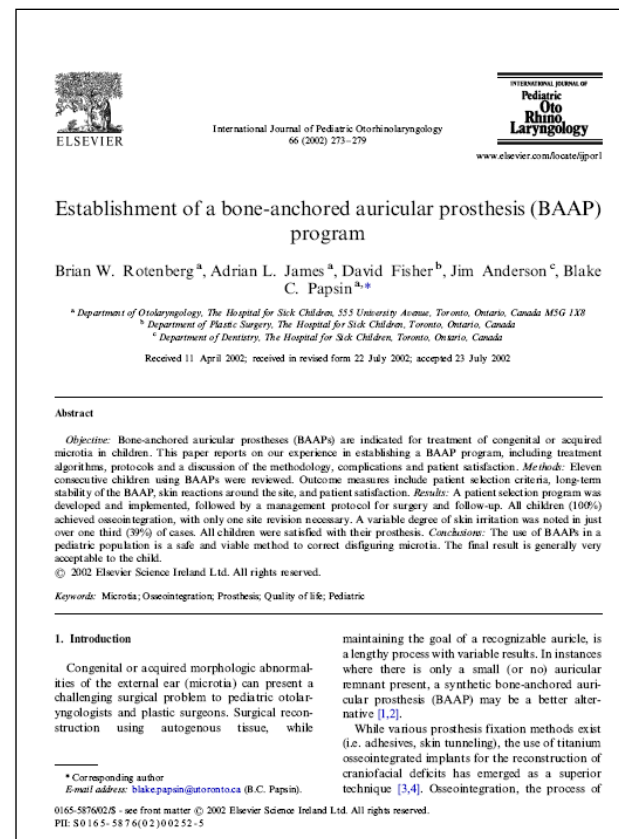 ELSEVIER
International Journal of Pediatric Otorhinolaryngology
66 (2002) 273–279
INTERNATIONAL JOURNAL OF
Pediatric
Oto
Rhino
Laryngology
www.elsevier.com/locate/ijporl
Establishment of a bone-anchored auricular prosthesis (BAAP)
program
Brian W. Rotenberg a, Adrian L. James a, David Fisher b, Jim Anderson c, Blake
C. Papsin a,*
a Department of Otolaryngology, The Hospital for Sick Children, 555 University Avenue, Toronto, Ontario, Canada M5G 1X8
b Department of Plastic Surgery, The Hospital for Sick Children, Toronto, Ontario, Canada
c Department of Dentistry, The Hospital for Sick Children, Toronto, Ontario, Canada
Received 11 April 2002; received in revised form 22 July 2002; accepted 23 July 2002
Abstract
Objective: Bone-anchored auricular prostheses (BAAPs) are indicated for treatment of congenital or acquired
microtia in children. This paper reports on our experience in establishing a BAAP program, including treatment
algorithms, protocols and a discussion of the methodology, complications and patient satisfaction. Methods: Eleven
consecutive children using BAAPs were reviewed. Outcome measures include patient selection criteria, long-term
stability of the BAAP, skin reactions around the site, and patient satisfaction. Results: A patient selection program was
developed and implemented, followed by a management protocol for surgery and follow-up. All children (100%)
achieved osseointegration, with only one site revision necessary. A variable degree of skin irritation was noted in just
over one third (39%) of cases. All children were satisfied with their prosthesis. Conclusions: The use of BAAPs in a
pediatric population is a safe and viable method to correct disfiguring microtia. The final result is generally very
acceptable to the child.
© 2002 Elsevier Science Ireland Ltd. All rights reserved.
Keywords: Microtia; Osseointegration; Prosthesis; Quality of life; Pediatric
1. Introduction
Congenital or acquired morphologic abnormal-
ities of the external ear (microtia) can present a
challenging surgical problem to pediatric otolar-
yngologists and plastic surgeons. Surgical recon-
struction using autogenous tissue, while
maintaining the goal of a recognizable auricle, is
a lengthy process with variable results. In instances
where there is only a small (or no) auricular
remnant present, a synthetic bone-anchored auri-
cular prosthesis (BAAP) may be a better alter-
native [1,2].
While various prosthesis fixation methods exist
(i.e. adhesives, skin tunneling), the use of titanium
osseointegrated implants for the reconstruction of
craniofacial deficits has emerged as a superior
technique [3,4]. Osseointegration, the process of
* Corresponding author
E-mail address: blake.papsin@utoronto.ca (B.C. Papsin).
0165-5876/02/$ - see front matter © 2002 Elsevier Science Ireland Ltd. All rights reserved.
PII: S0165-5876(02)00252-5